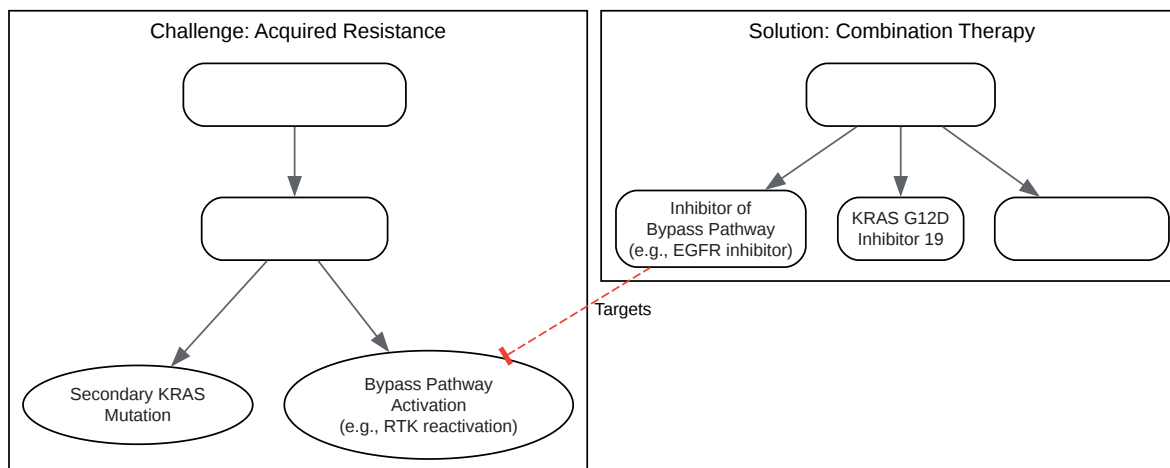 Challenge: Acquired Resistance
Secondary KRAS
Mutation
Bypass Pathway
Activation
(e.g., RTK reactivation)
Solution: Combination Therapy
Inhibitor of
Bypass Pathway
(e.g., EGFR inhibitor)
KRAS G12D
Inhibitor 19
Targets